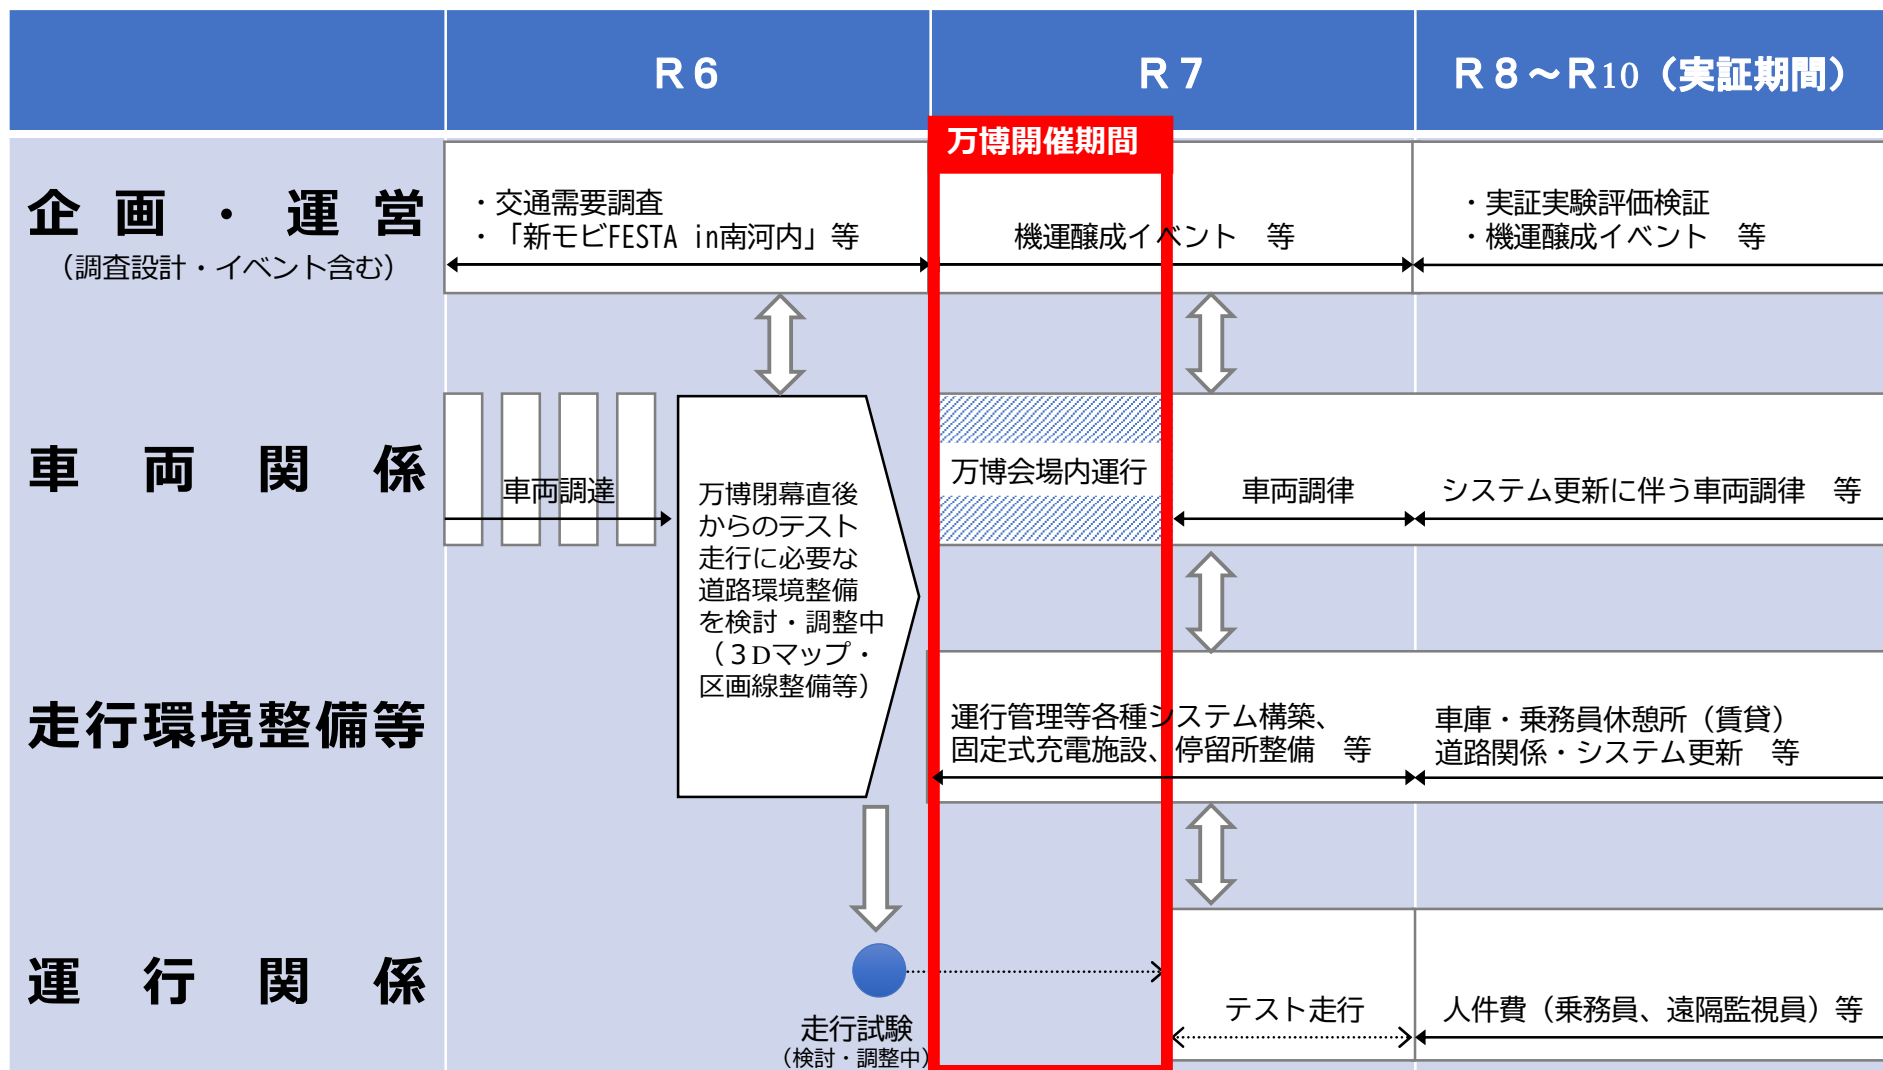 R6
R7
R8～R10（実証期間）
万博開催期間
企画・運営
（調査設計・イベント含む）
・交通需要調査
・「新モビFESTA in南河内」等
機運醸成イベント　等
・実証実験評価検証
・機運醸成イベント　等
車両関係
車両調達
万博閉幕直後
からのテスト
走行に必要な
道路環境整備
を検討・調整中
（３Dマップ・
区画線整備等）
万博会場内運行
車両調律
システム更新に伴う車両調律　等
走行環境整備等
運行管理等各種システム構築、
固定式充電施設、停留所整備　等
車庫・乗務員休憩所（賃貸）
道路関係・システム更新　等
運行関係
走行試験
（検討・調整中）
テスト走行
人件費（乗務員、遠隔監視員）等